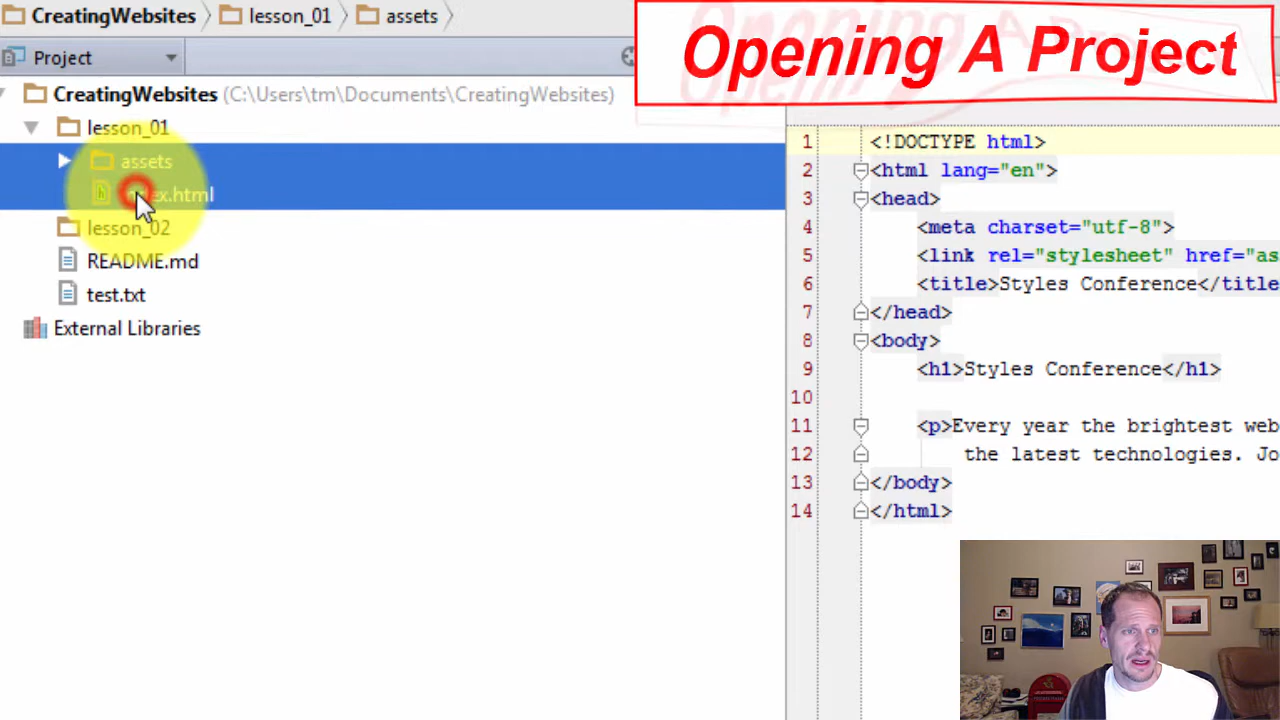 CreatingWebsites lesson_01 assets
Opening A Project
Project
CreatingWebsites (C:\Users\tm\Documents\CreatingWebsites)
lesson_01
assets
lesson_02
README.md
test.txt
External Libraries
1 <!DOCTYPE html>
2 <html lang="en">
3 <head>
4 <meta charset="utf-8">
5 <link rel="stylesheet" href="as
6 <title>Styles Conference</title
7 </head>
8 <body>
9 <h1>Styles Conference</h1>
10
11 <p>Every year the brightest web
12 the latest technologies. Jo
13 </body>
14 </html>